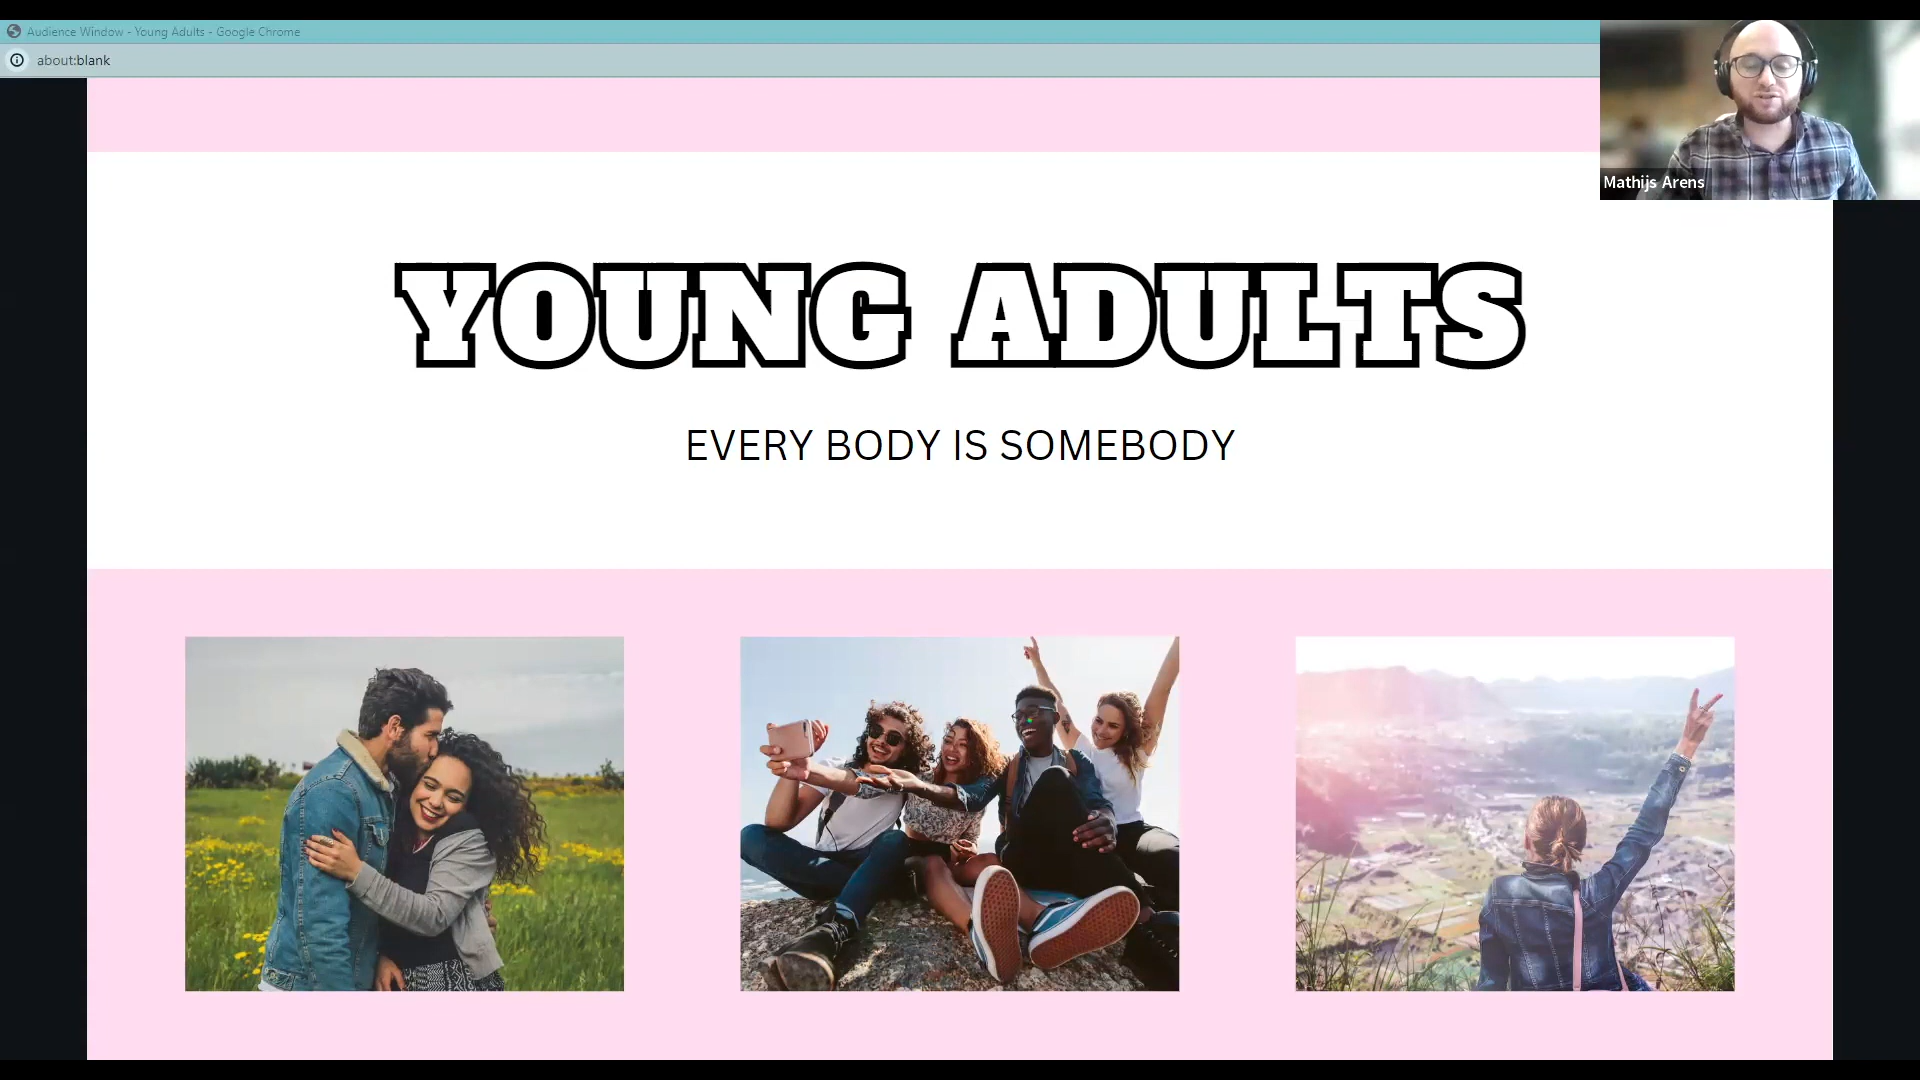 Audience Window - Young Adults - Google Chrome
about:blank
Mathijs Arens
YOUNG ADULTS
EVERY BODY IS SOMEBODY